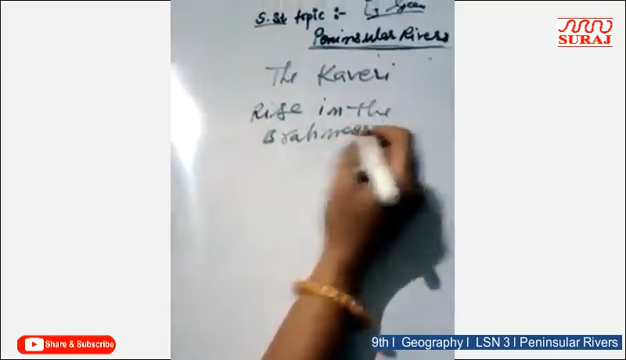 S.St topic :-
Peninsular Rivers
The Kaveri
Rise in the
SURAJ
Share & Subscribe
9th I Geography I LSN 3 I Peninsular Rivers